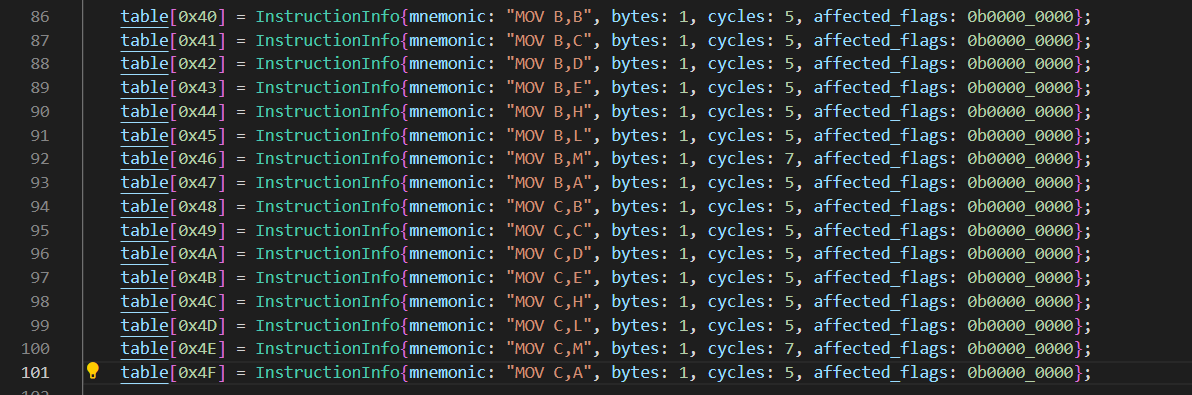 86 table[0x40] = InstructionInfo{mnemonic: "MOV B,B", bytes: 1, cycles: 5, affected_flags: 0b0000_0000};
87 table[0x41] = InstructionInfo{mnemonic: "MOV B,C", bytes: 1, cycles: 5, affected_flags: 0b0000_0000};
88 table[0x42] = InstructionInfo{mnemonic: "MOV B,D", bytes: 1, cycles: 5, affected_flags: 0b0000_0000};
89 table[0x43] = InstructionInfo{mnemonic: "MOV B,E", bytes: 1, cycles: 5, affected_flags: 0b0000_0000};
90 table[0x44] = InstructionInfo{mnemonic: "MOV B,H", bytes: 1, cycles: 5, affected_flags: 0b0000_0000};
91 table[0x45] = InstructionInfo{mnemonic: "MOV B,L", bytes: 1, cycles: 5, affected_flags: 0b0000_0000};
92 table[0x46] = InstructionInfo{mnemonic: "MOV B,M", bytes: 1, cycles: 7, affected_flags: 0b0000_0000};
93 table[0x47] = InstructionInfo{mnemonic: "MOV B,A", bytes: 1, cycles: 5, affected_flags: 0b0000_0000};
94 table[0x48] = InstructionInfo{mnemonic: "MOV C,B", bytes: 1, cycles: 5, affected_flags: 0b0000_0000};
95 table[0x49] = InstructionInfo{mnemonic: "MOV C,C", bytes: 1, cycles: 5, affected_flags: 0b0000_0000};
96 table[0x4A] = InstructionInfo{mnemonic: "MOV C,D", bytes: 1, cycles: 5, affected_flags: 0b0000_0000};
97 table[0x4B] = InstructionInfo{mnemonic: "MOV C,E", bytes: 1, cycles: 5, affected_flags: 0b0000_0000};
98 table[0x4C] = InstructionInfo{mnemonic: "MOV C,H", bytes: 1, cycles: 5, affected_flags: 0b0000_0000};
99 table[0x4D] = InstructionInfo{mnemonic: "MOV C,L", bytes: 1, cycles: 5, affected_flags: 0b0000_0000};
100 table[0x4E] = InstructionInfo{mnemonic: "MOV C,M", bytes: 1, cycles: 7, affected_flags: 0b0000_0000};
101 table[0x4F] = InstructionInfo{mnemonic: "MOV C,A", bytes: 1, cycles: 5, affected_flags: 0b0000_0000};